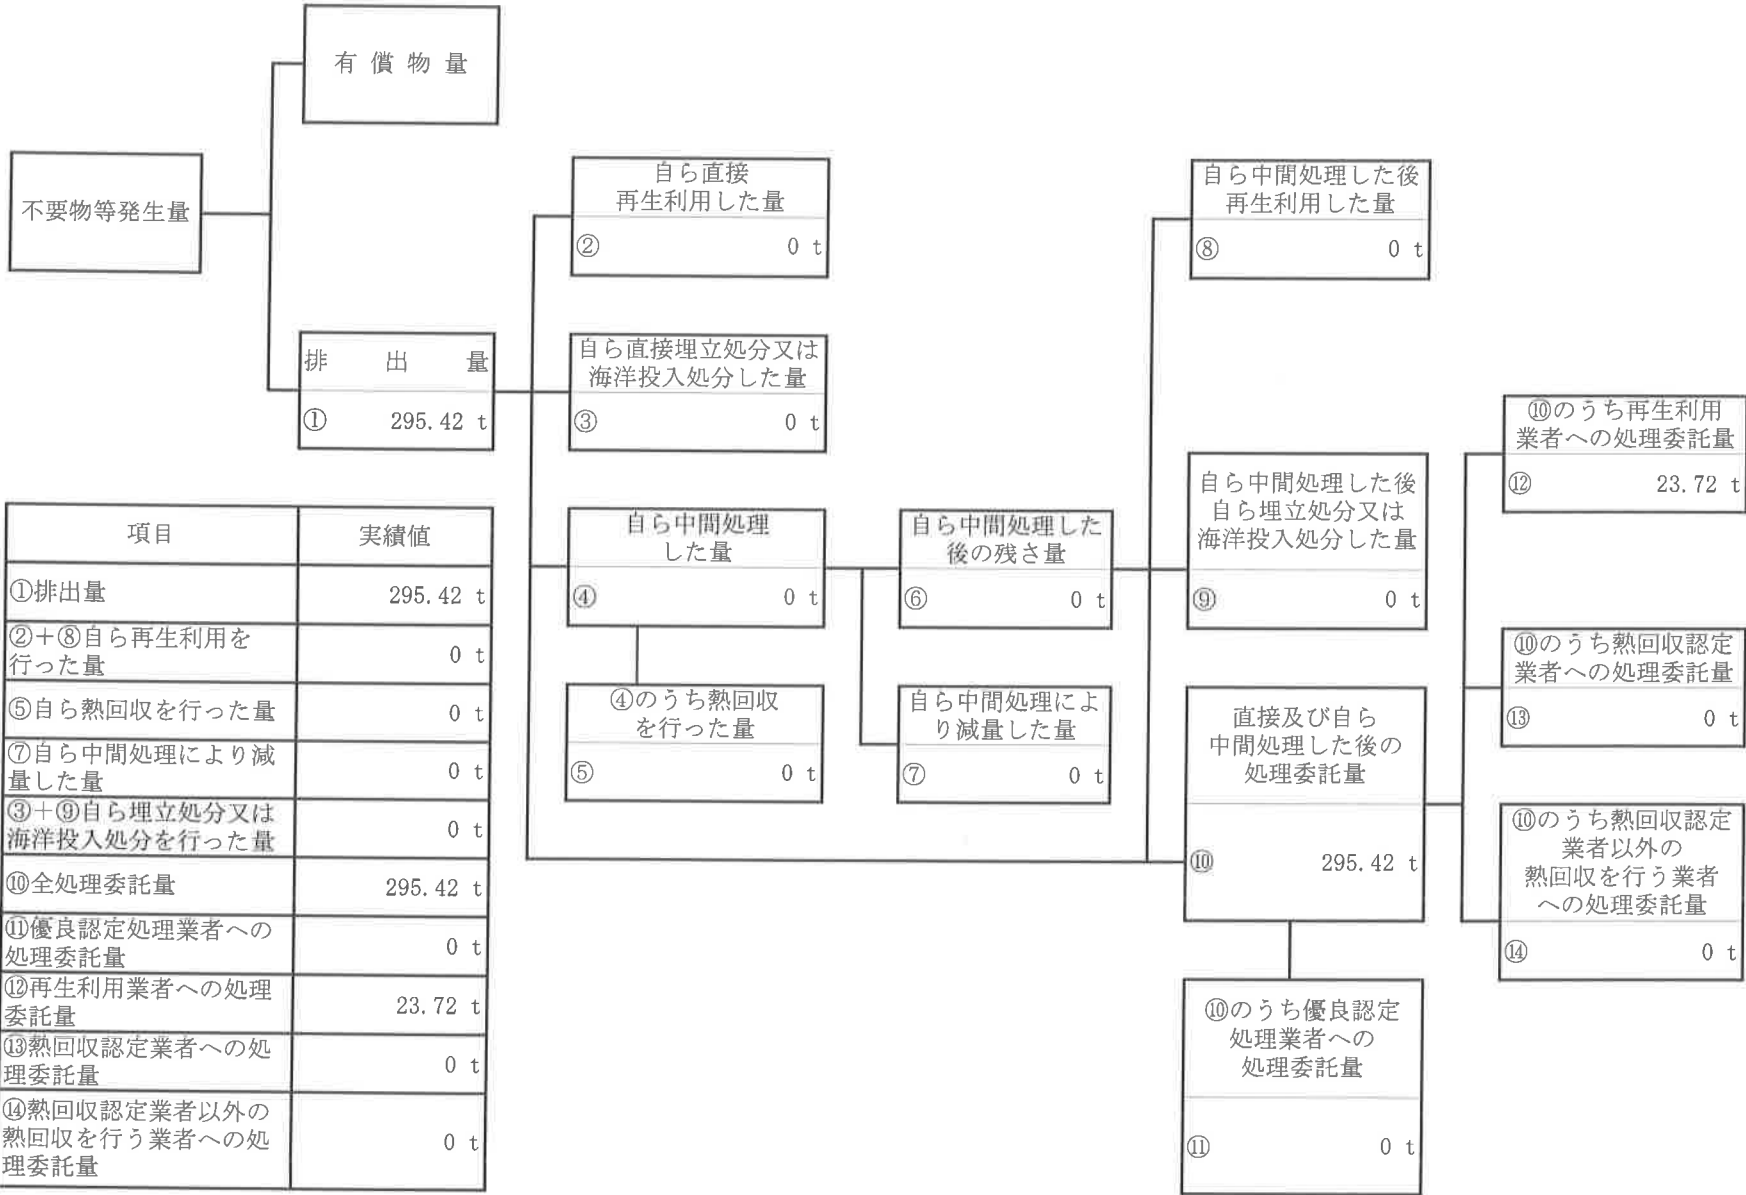 有償物量
不要物等発生量
排出量
① 295.42 t
自ら直接
再生利用した量
② 0 t
自ら直接埋立処分又は
海洋投入処分した量
③ 0 t
自ら中間処理
した量
④ 0 t
④のうち熱回収
を行った量
⑤ 0 t
自ら中間処理した
後の残さ量
⑥ 0 t
自ら中間処理によ
り減量した量
⑦ 0 t
自ら中間処理した後
再生利用した量
⑧ 0 t
自ら中間処理した後
自ら埋立処分又は
海洋投入処分した量
⑨ 0 t
直接及び自ら
中間処理した後の
処理委託量
⑩ 295.42 t
⑩のうち優良認定
処理業者への
処理委託量
⑪ 0 t
⑩のうち再生利用
業者への処理委託量
⑫ 23.72 t
⑩のうち熱回収認定
業者への処理委託量
⑬ 0 t
⑩のうち熱回収認定
業者以外の
熱回収を行う業者
への処理委託量
⑭ 0 t
項目 実績値
①排出量 295.42 t
②+⑧自ら再生利用を
行った量 0 t
⑤自ら熱回収を行った量 0 t
⑦自ら中間処理により減
量した量 0 t
③+⑨自ら埋立処分又は
海洋投入処分を行った量 0 t
⑩全処理委託量 295.42 t
⑪優良認定処理業者への
処理委託量 0 t
⑫再生利用業者への処理
委託量 23.72 t
⑬熱回収認定業者への処
理委託量 0 t
⑭熱回収認定業者以外の
熱回収を行う業者への処
理委託量 0 t